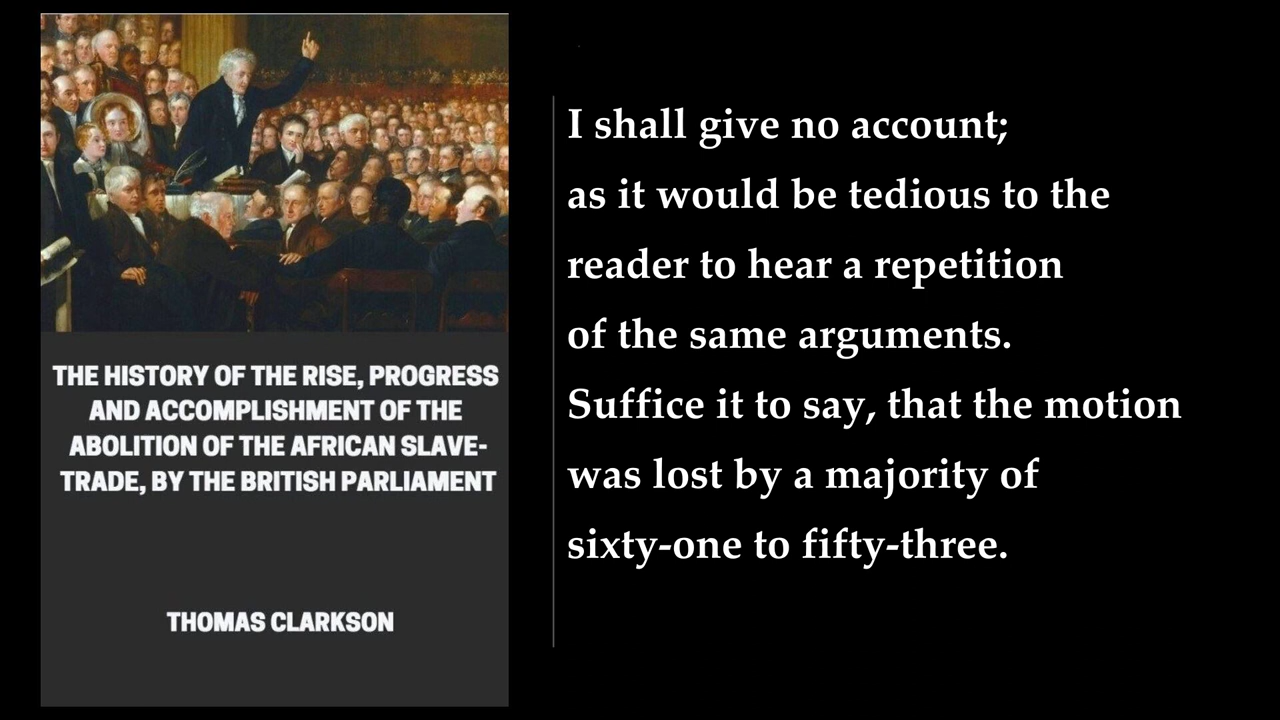 THE HISTORY OF THE RISE, PROGRESS
AND ACCOMPLISHMENT OF THE
ABOLITION OF THE AFRICAN SLAVE-
TRADE, BY THE BRITISH PARLIAMENT
THOMAS CLARKSON
I shall give no account;
as it would be tedious to the
reader to hear a repetition
of the same arguments.
Suffice it to say, that the motion
was lost by a majority of
sixty-one to fifty-three.